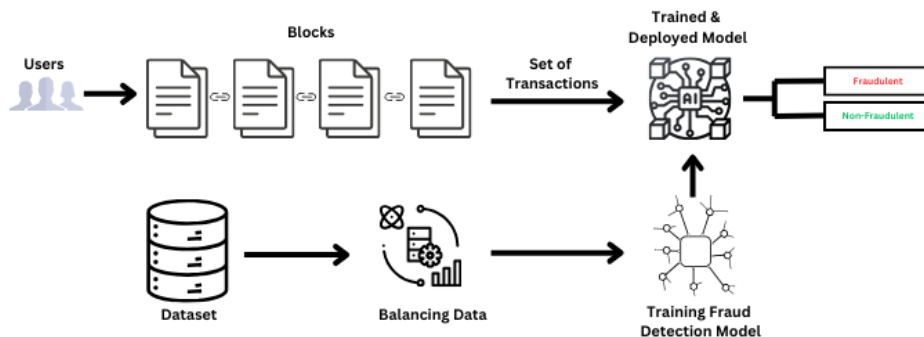 Users
Blocks
Set of
Transactions
Trained &
Deployed Model
AI
Fraudulent
Non-Fraudulent
Dataset
Balancing Data
Training Fraud
Detection Model